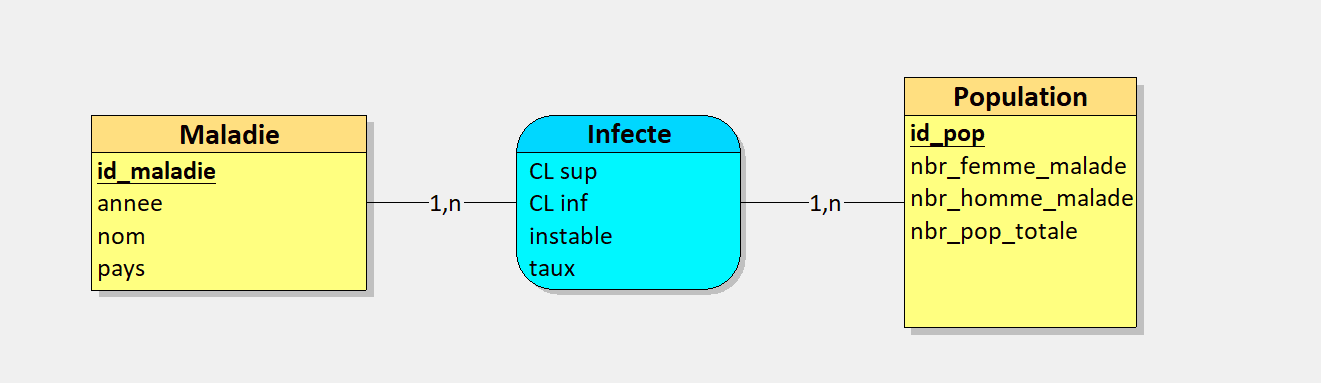 Maladie
id_maladie
annee
nom
pays
1,n
Infecte
CL sup
CL inf
instable
taux
1,n
Population
id_pop
nbr_femme_malade
nbr_homme_malade
nbr_pop_totale